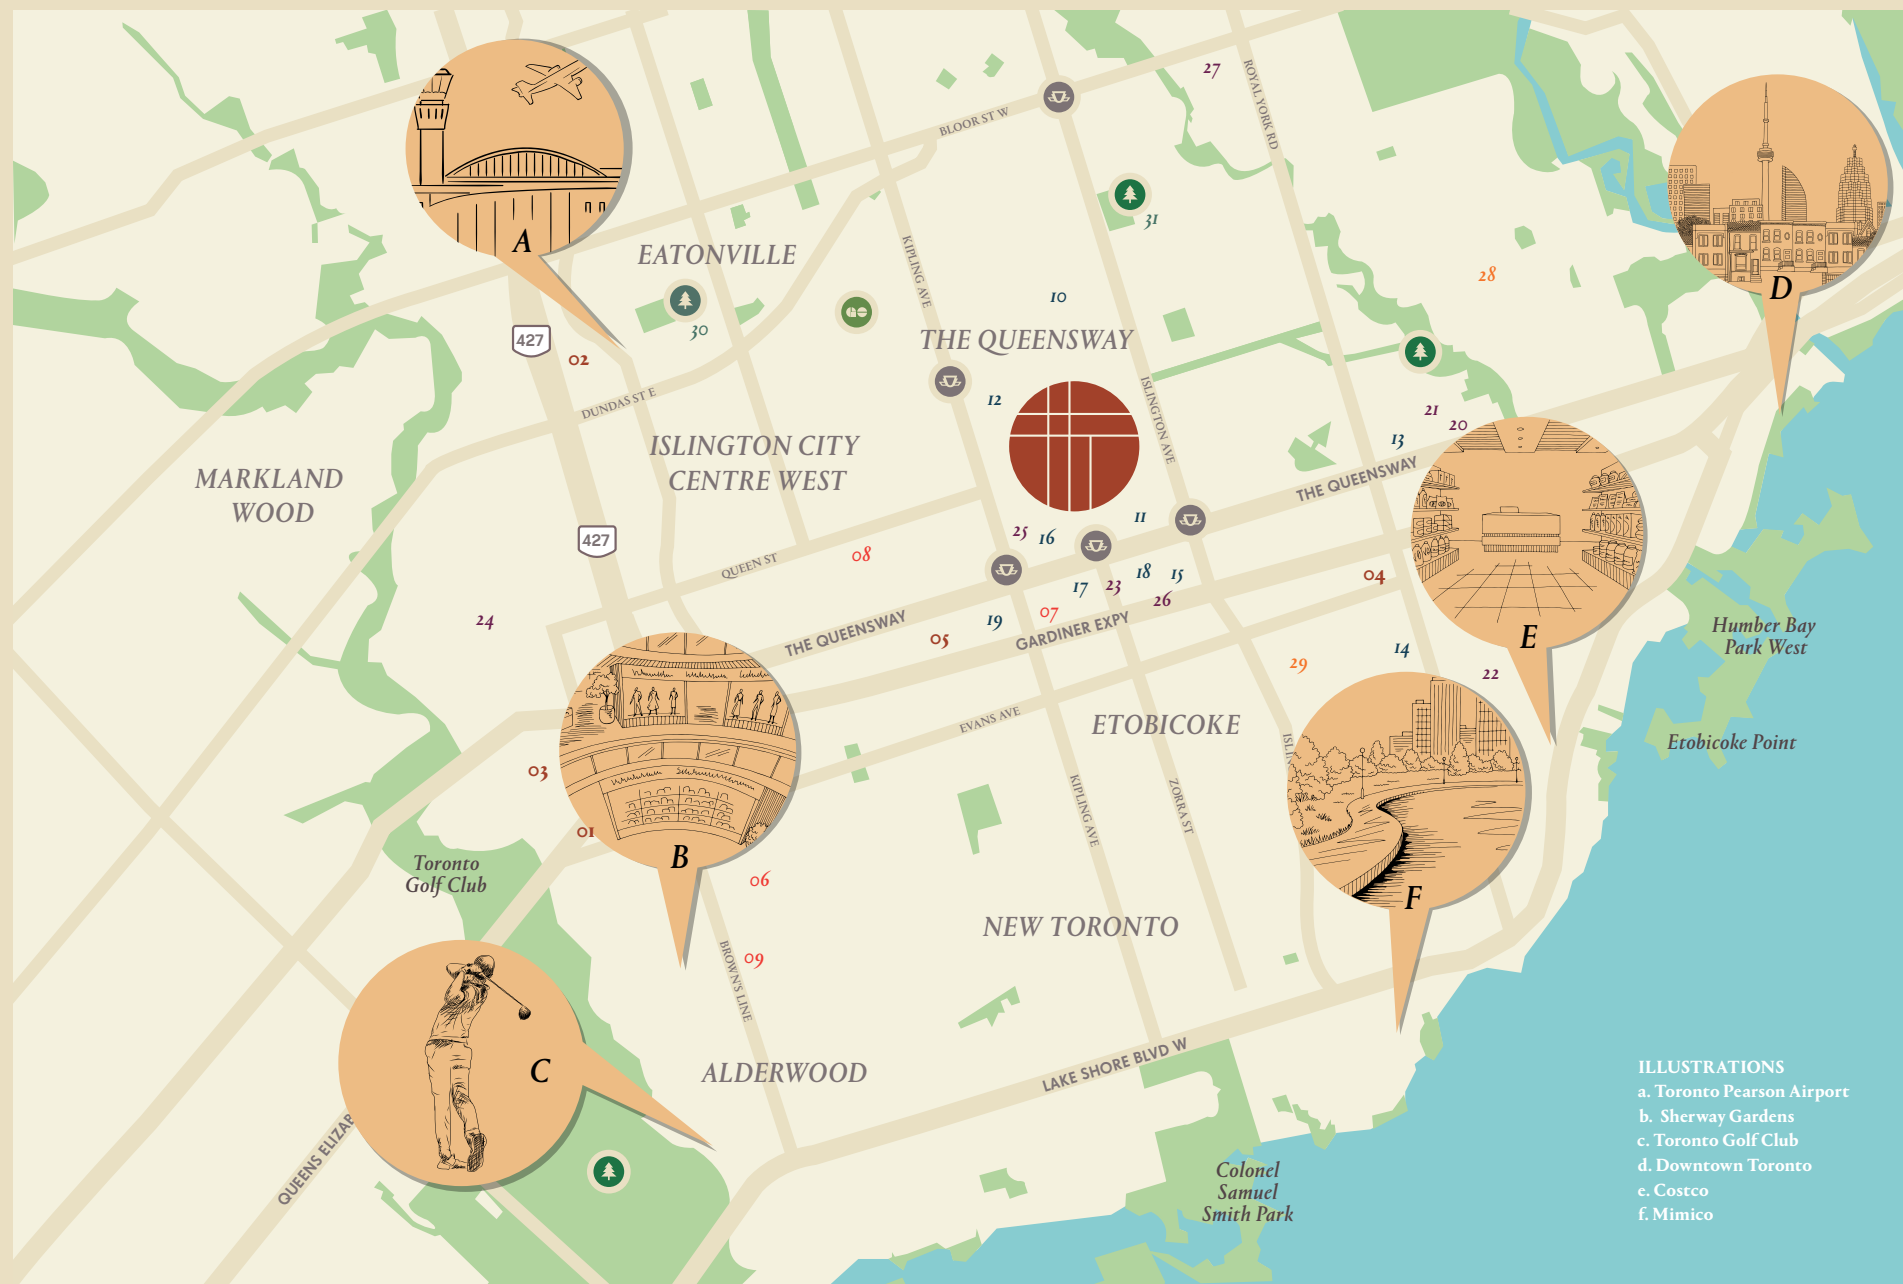 27
ROYAL YORK RD
BLOOR ST W
31
A
EATONVILLE
KIPLING AVE
28
D
10
30
427
02
THE QUEENSWAY
DUNDAS ST E
12
ISLINGTON AVE
21
20
13
ISLINGTON CITY
CENTRE WEST
MARKLAND
WOOD
THE QUEENSWAY
11
25
16
427
08
QUEEN ST
18
15
04
17
23
26
07
19
24
THE QUEENSWAY
05
GARDINER EXPY
E
Humber Bay
Park West
14
29
22
EVANS AVE
ETOBICOKE
Etobicoke Point
03
KIPLING AVE
ZORRA ST
01
B
Toronto
Golf Club
06
F
NEW TORONTO
BROWN'S LINE
09
C
ALDERWOOD
LAKE SHORE BLVD W
ILLUSTRATIONS
a. Toronto Pearson Airport
b. Sherway Gardens
c. Toronto Golf Club
d. Downtown Toronto
e. Costco
f. Mimico
Colonel
Samuel
Smith Park